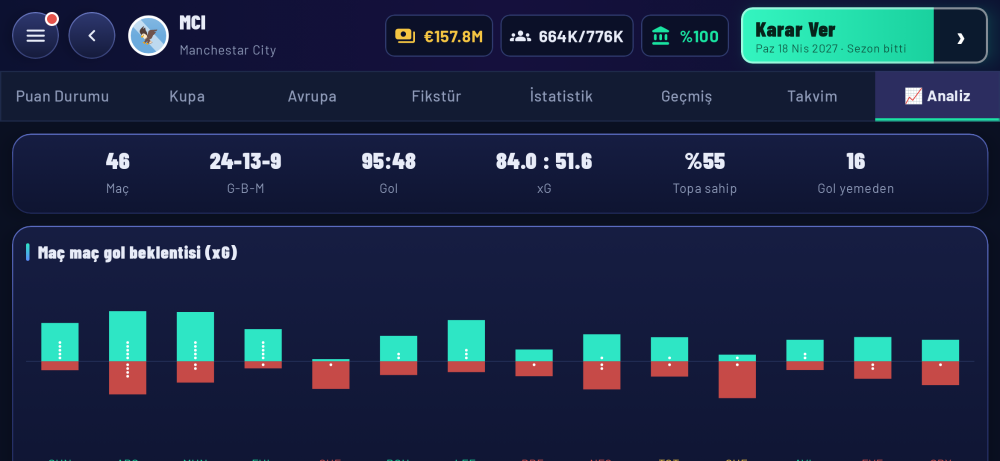 MCI
Manchestar City
€157.8M
664K/776K
%100
Karar Ver
Paz 18 Nis 2027 · Sezon bitti
Puan Durumu
Kupa
Avrupa
Fikstür
İstatistik
Geçmiş
Takvim
Analiz
46
24-13-9
95:48
84.0 : 51.6
%55
16
Maç
G-B-M
Gol
xG
Topa sahip
Gol yemeden
Maç maç gol beklentisi (xG)